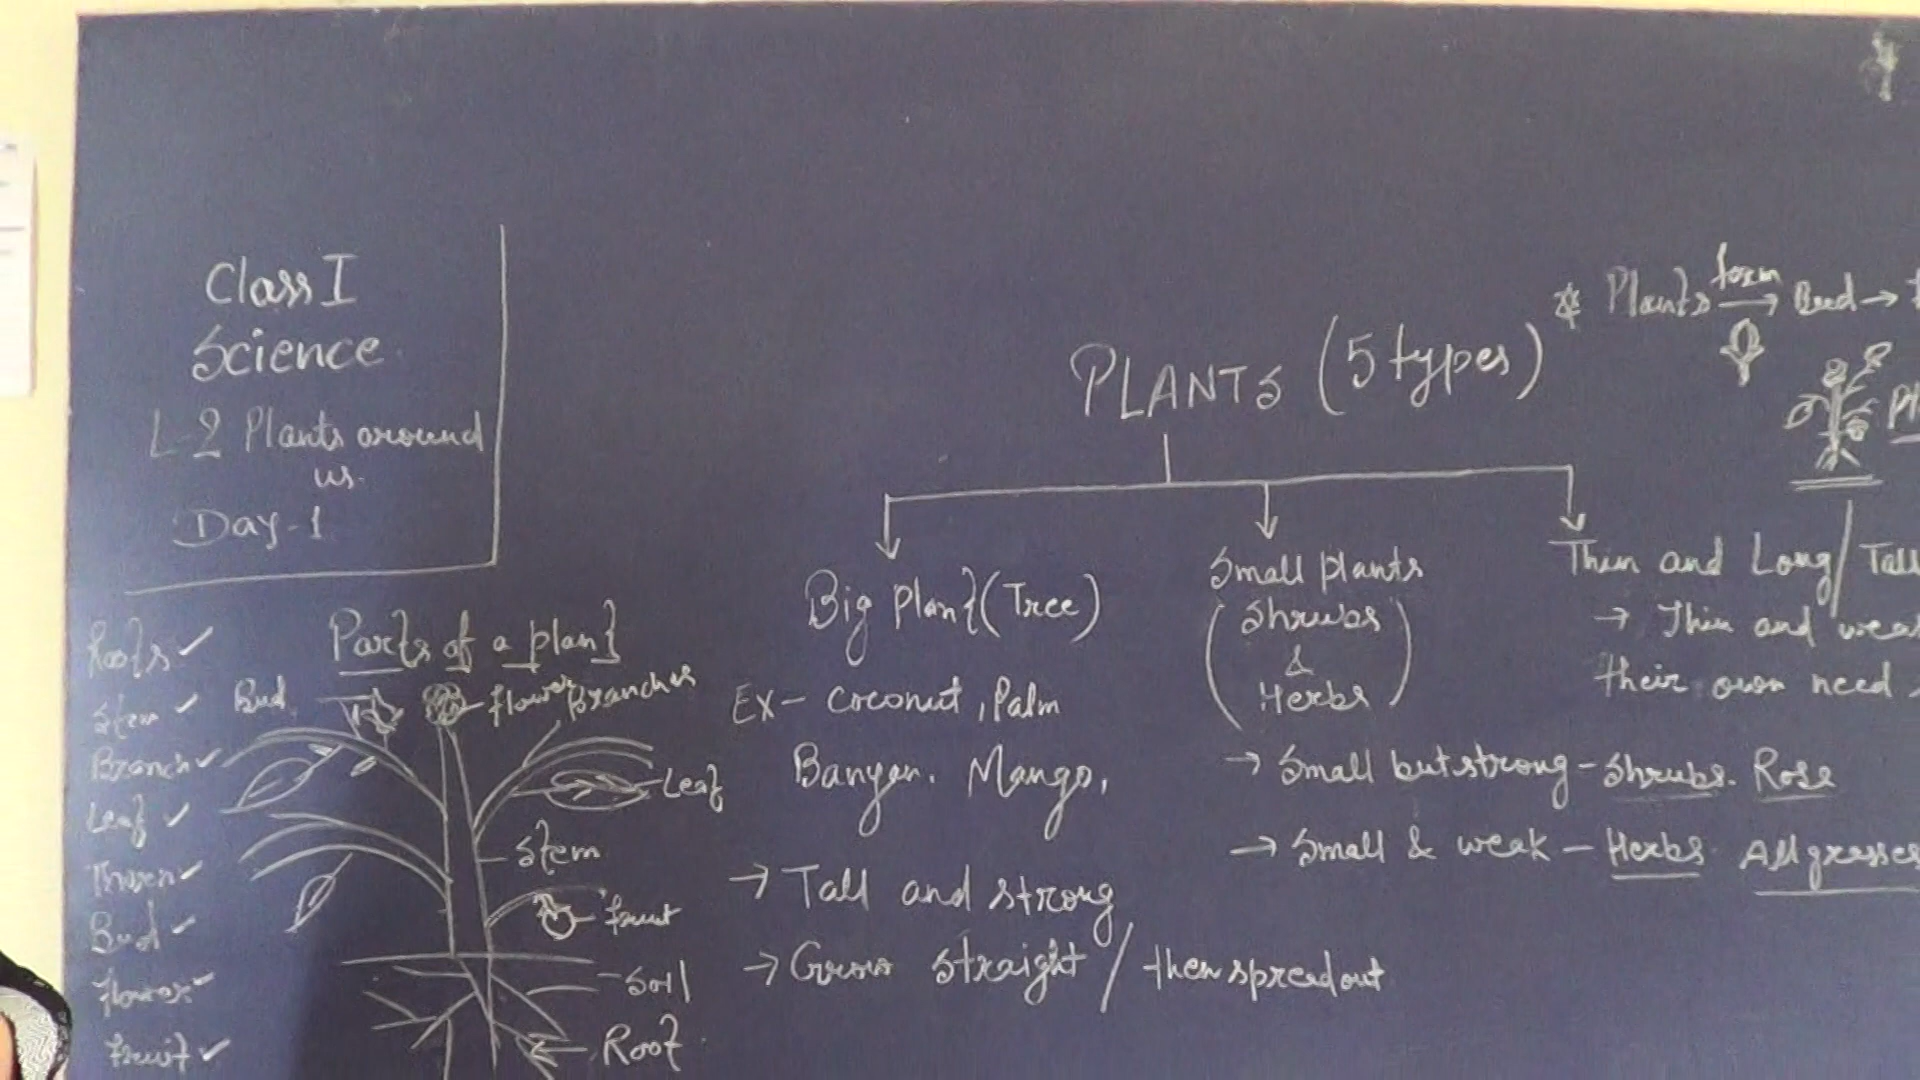 Class I
Science
L-2 Plants around
us.
Day-1
Roots
Stem
Branch
Leaf
Thorn
Bud
flower
fruit
Parts of a plant
Bud
flower
Branches
Leaf
Stem
fruit
Soil
Root
PLANTS (5 types)
Big plant (Tree)
Ex- coconut, Palm
Banyan. Mango,
→ Tall and strong
→ Grows straight / then spreadout
Small plants
(Shrubs
&
Herbs)
→ Small but strong - Shrubs. Rose
→ Small & weak - Herbs. All grasses
Thin and Long/Tall
→ Thin and weak
their own need
* Plants form → Bud →